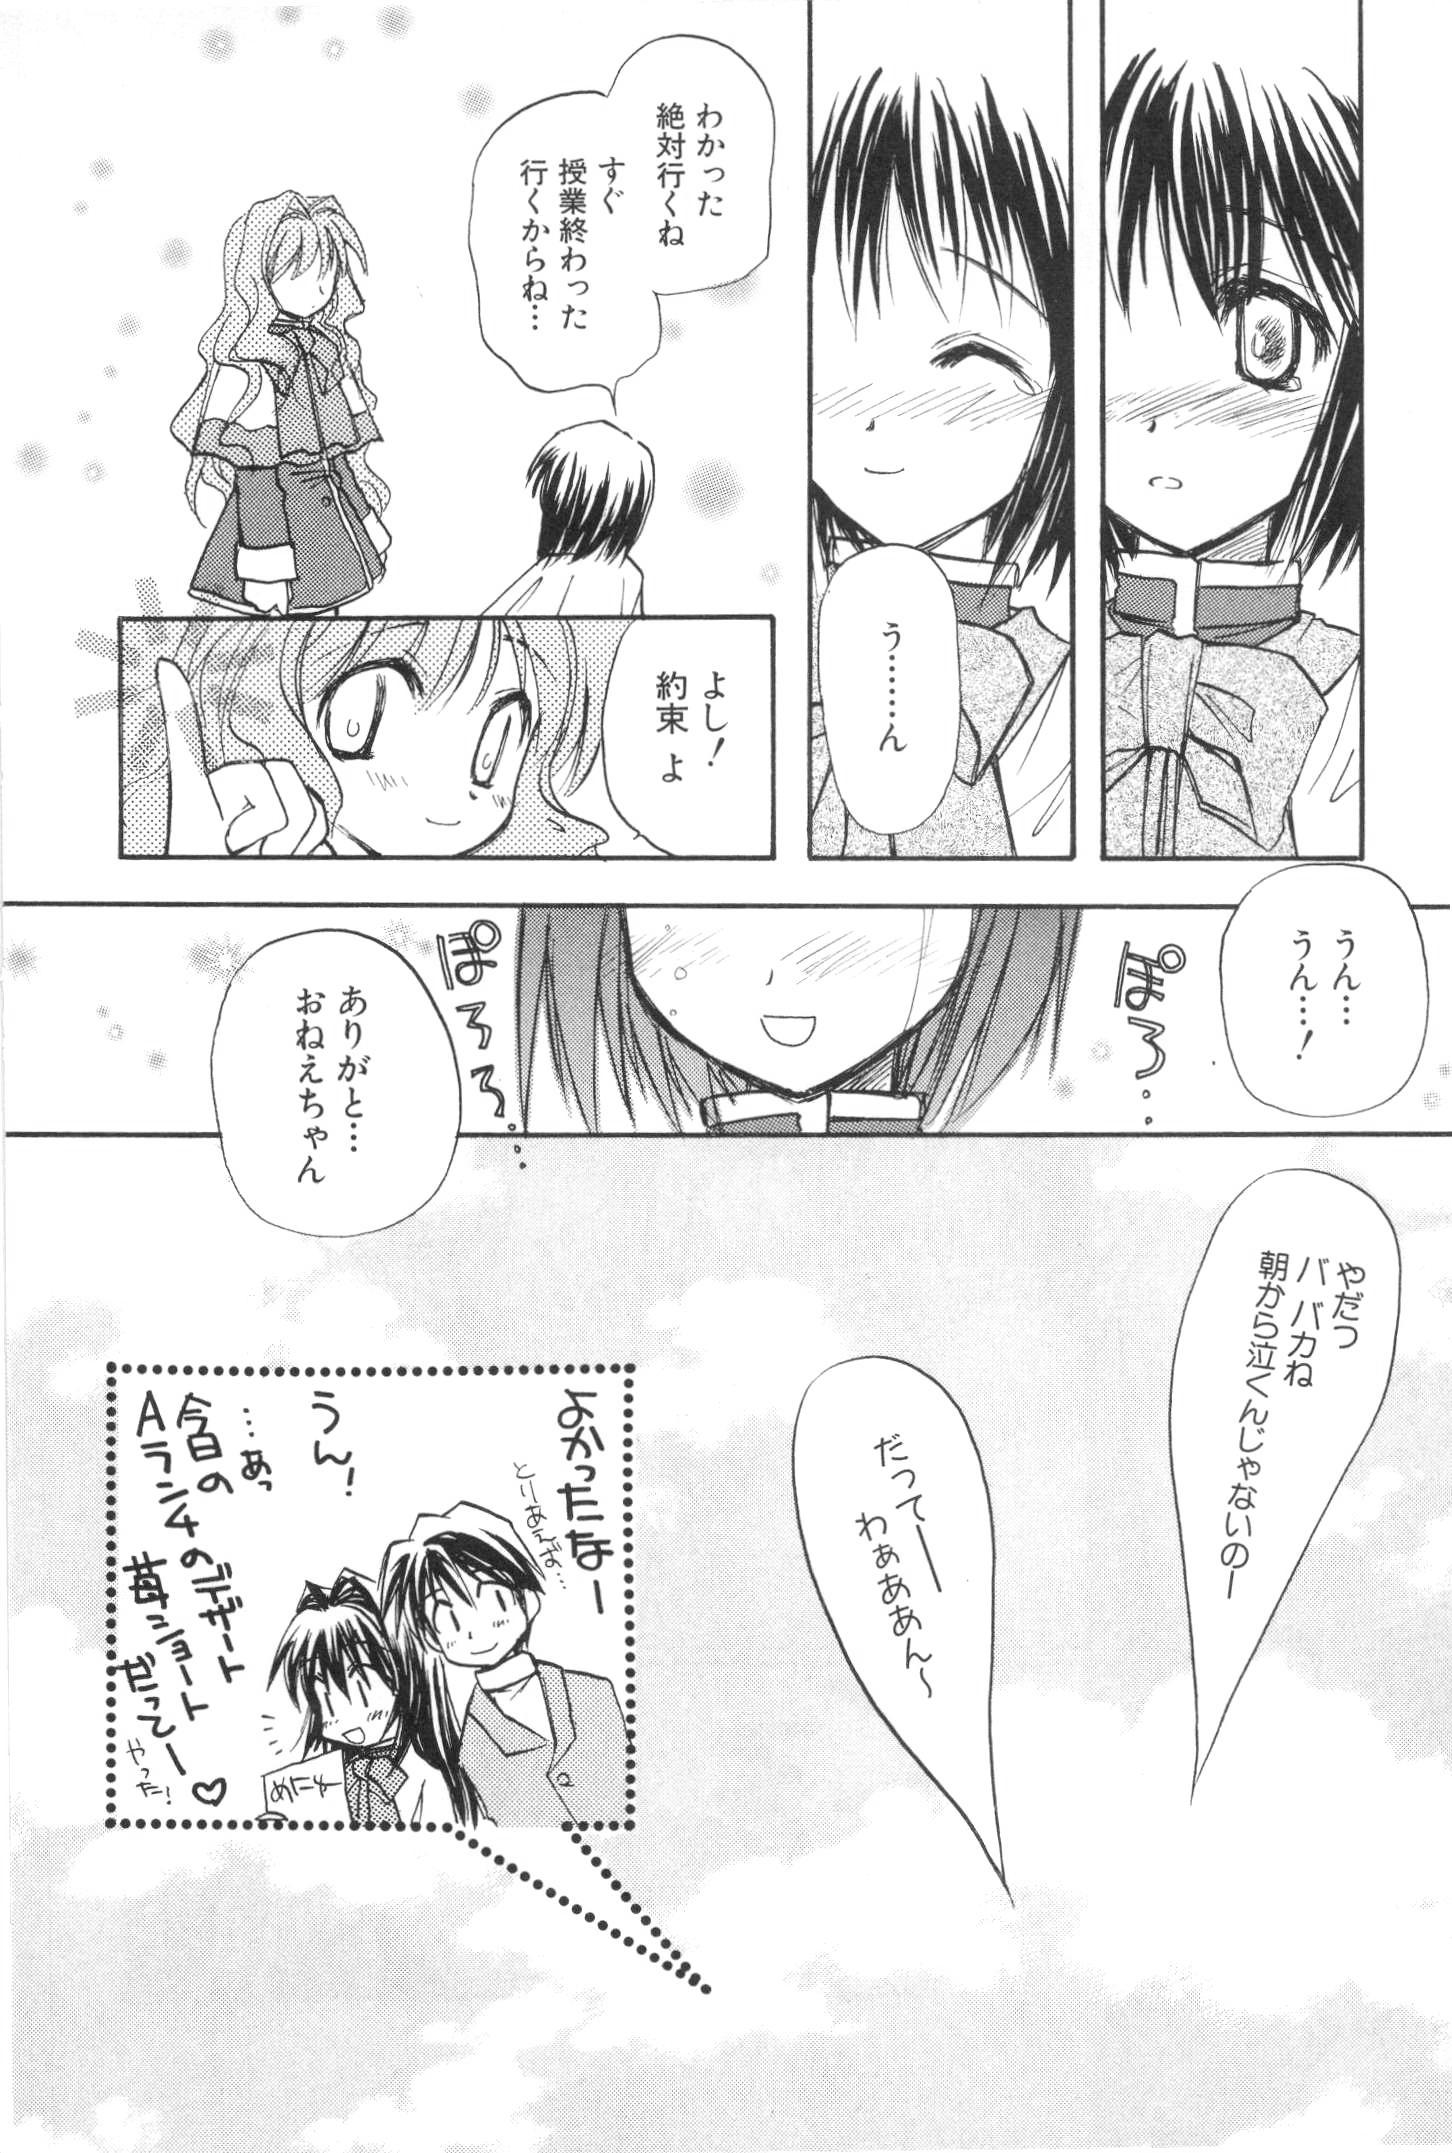 う………ん
わかった
絶対行くね
すぐ
授業終わった
行くからね…
よし！
約束よ
うん…
うん…！
ぽろ…
ぽろろ…
ありがと…
おねえちゃん
やだっ
バ バカね
朝から泣くんじゃないのー
だってー
わぁああん～
よかったなー
とりあえずな…
うん！
…あっ
今日の
Aランチのデザート
苺ショート
だってー♡
やった！
めにゅー